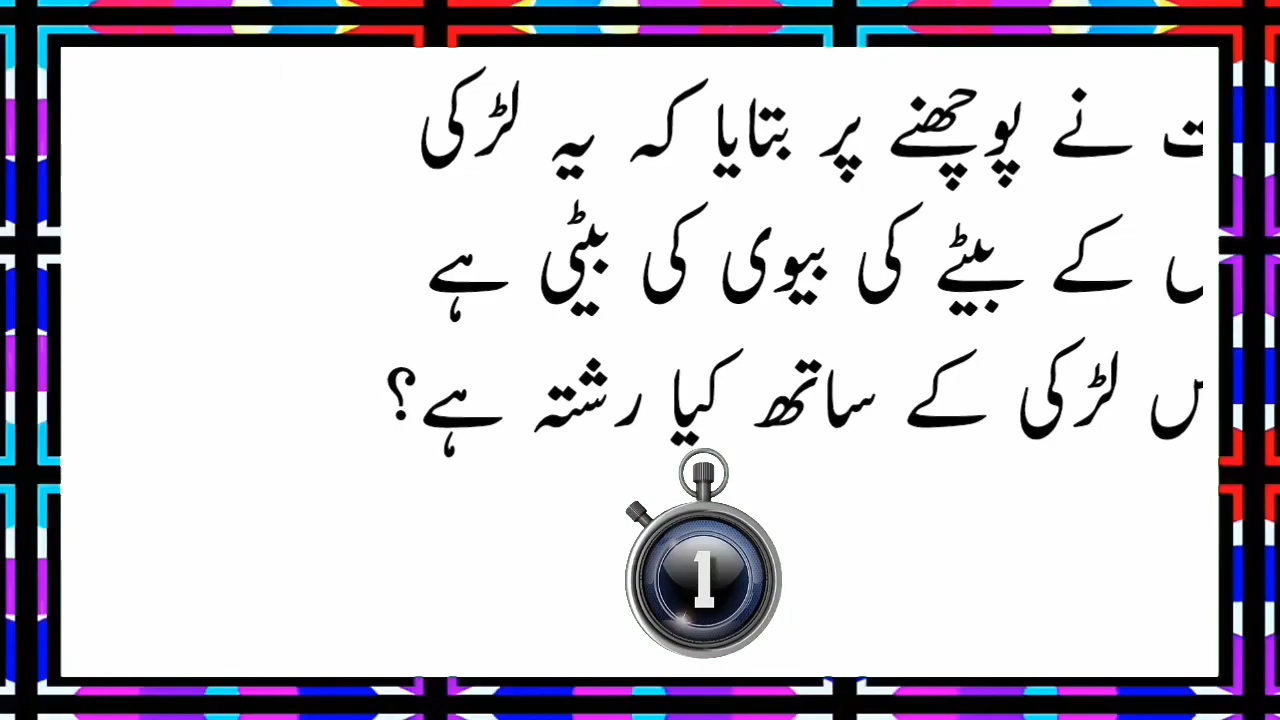 نے پوچھنے پر بتایا کہ یہ لڑکی
کے بیٹے کی بیوی کی بیٹی ہے
لڑکی کے ساتھ کیا رشتہ ہے؟
1